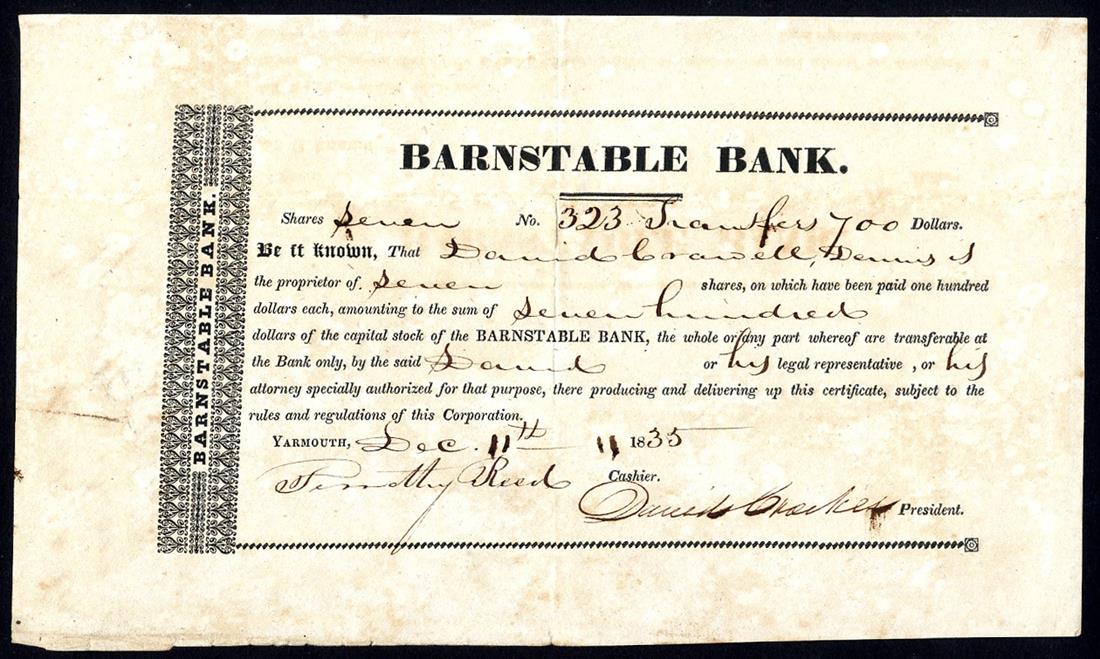 BARNSTABLE BANK.
BARNSTABLE BANK.
Shares seven No. 323 Transfers 700 Dollars.
Be it known, That David Crowell, Dennis is
the proprietor of seven shares, on which have been paid one hundred
dollars each, amounting to the sum of seven hundred
dollars of the capital stock of the BARNSTABLE BANK, the whole or any part whereof are transferable at
the Bank only, by the said David or his legal representative, or his
attorney specially authorized for that purpose, there producing and delivering up this certificate, subject to the
rules and regulations of this Corporation.
YARMOUTH, Dec. 11th 1835
Timothy Reed Cashier.
David Crocker President.